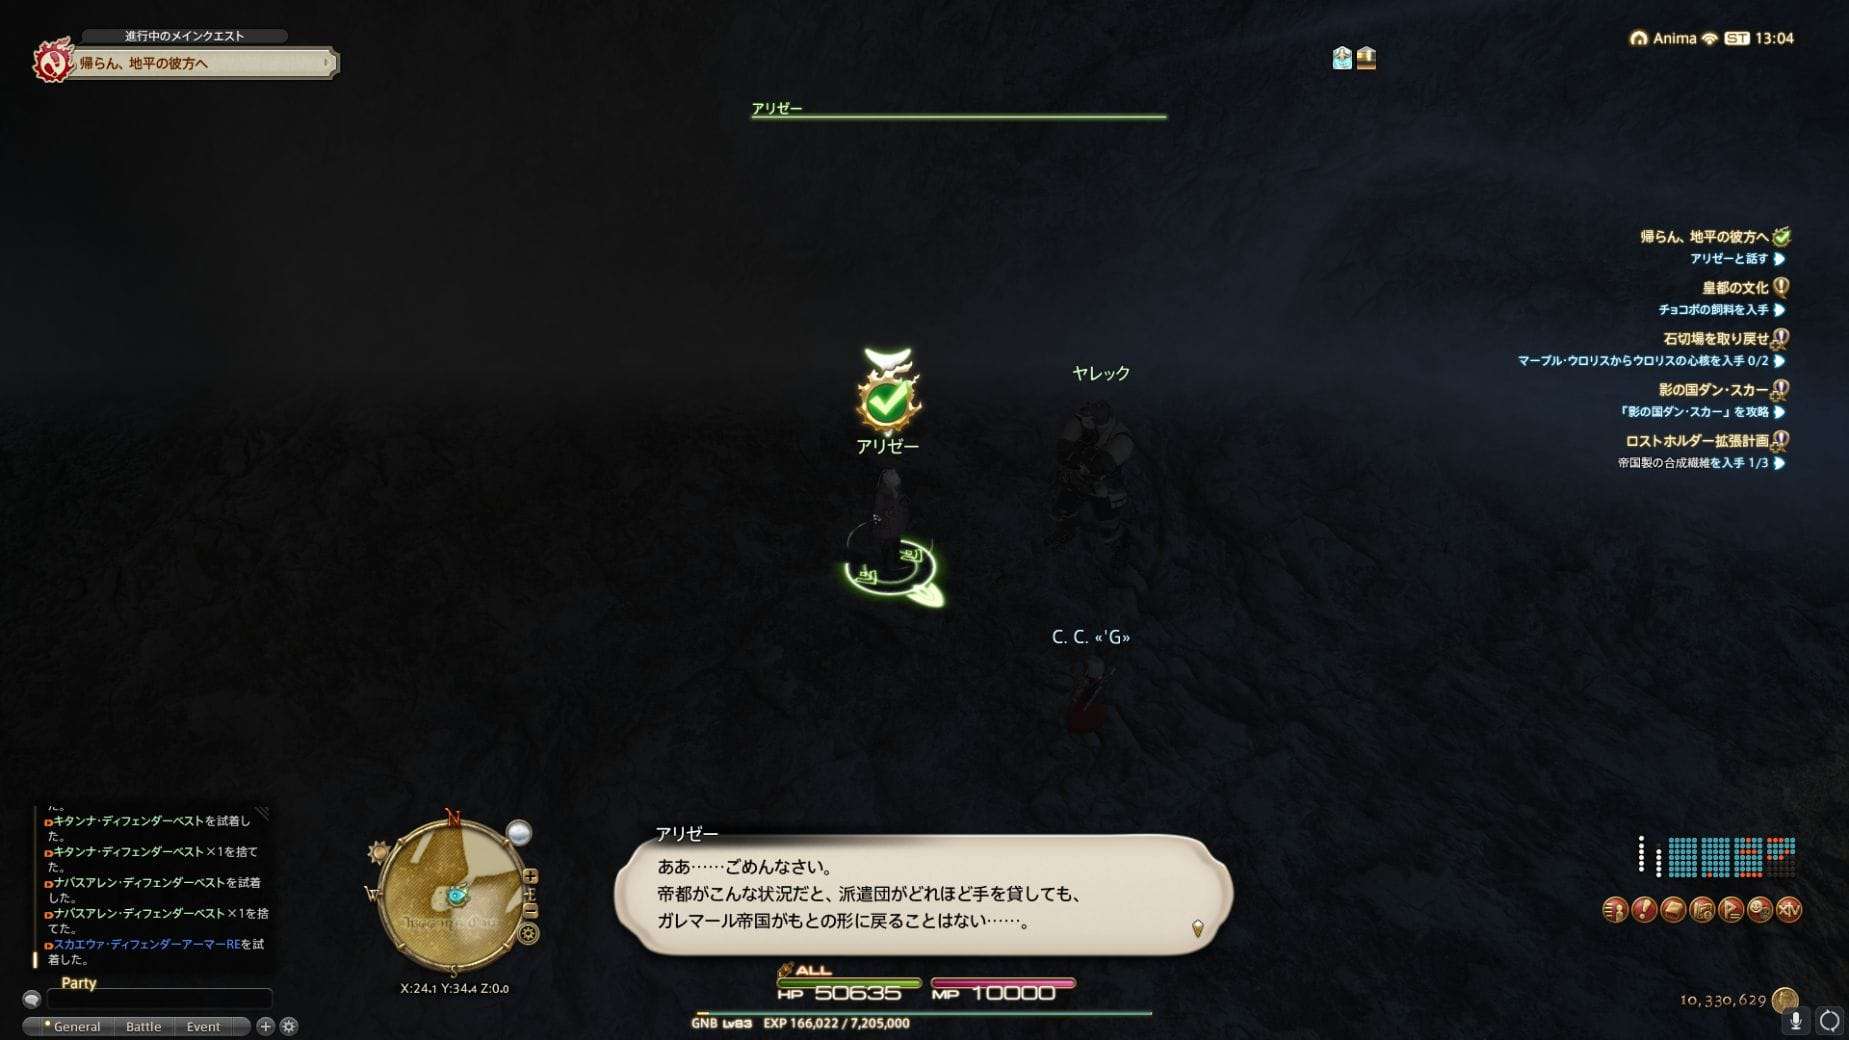 進行中のメインクエスト
帰らん、地平の彼方へ
Anima ST 13:04
アリゼー
帰らん、地平の彼方へ
アリゼーと話す
皇都の文化
チョコボの飼料を入手
石切場を取り戻せ
マーブル・ウロリスからウロリスの心核を入手 0/2
影の国ダン・スカー
「影の国ダン・スカー」を攻略
ロストホルダー拡張計画
帝国製の合成繊維を入手 1/3
ヤレック
アリゼー
C. C. «'G»
た。
キタンナ・ディフェンダーベストを試着し
た。
キタンナ・ディフェンダーベスト×1を捨て
た。
ナバスアレン・ディフェンダーベストを試着
した。
ナバスアレン・ディフェンダーベスト×1を捨
てた。
スカエウァ・ディフェンダーアーマーREを試
着した。
Party
General Battle Event
N
W
E
S
X:24.1 Y:34.4 Z:0.0
アリゼー
ああ……ごめんなさい。
帝都がこんな状況だと、派遣団がどれほど手を貸しても、
ガレマール帝国がもとの形に戻ることはない……。
ALL
HP 50635 MP 10000
GNB Lv83 EXP 166,022 / 7,205,000
XIV
10,330,629